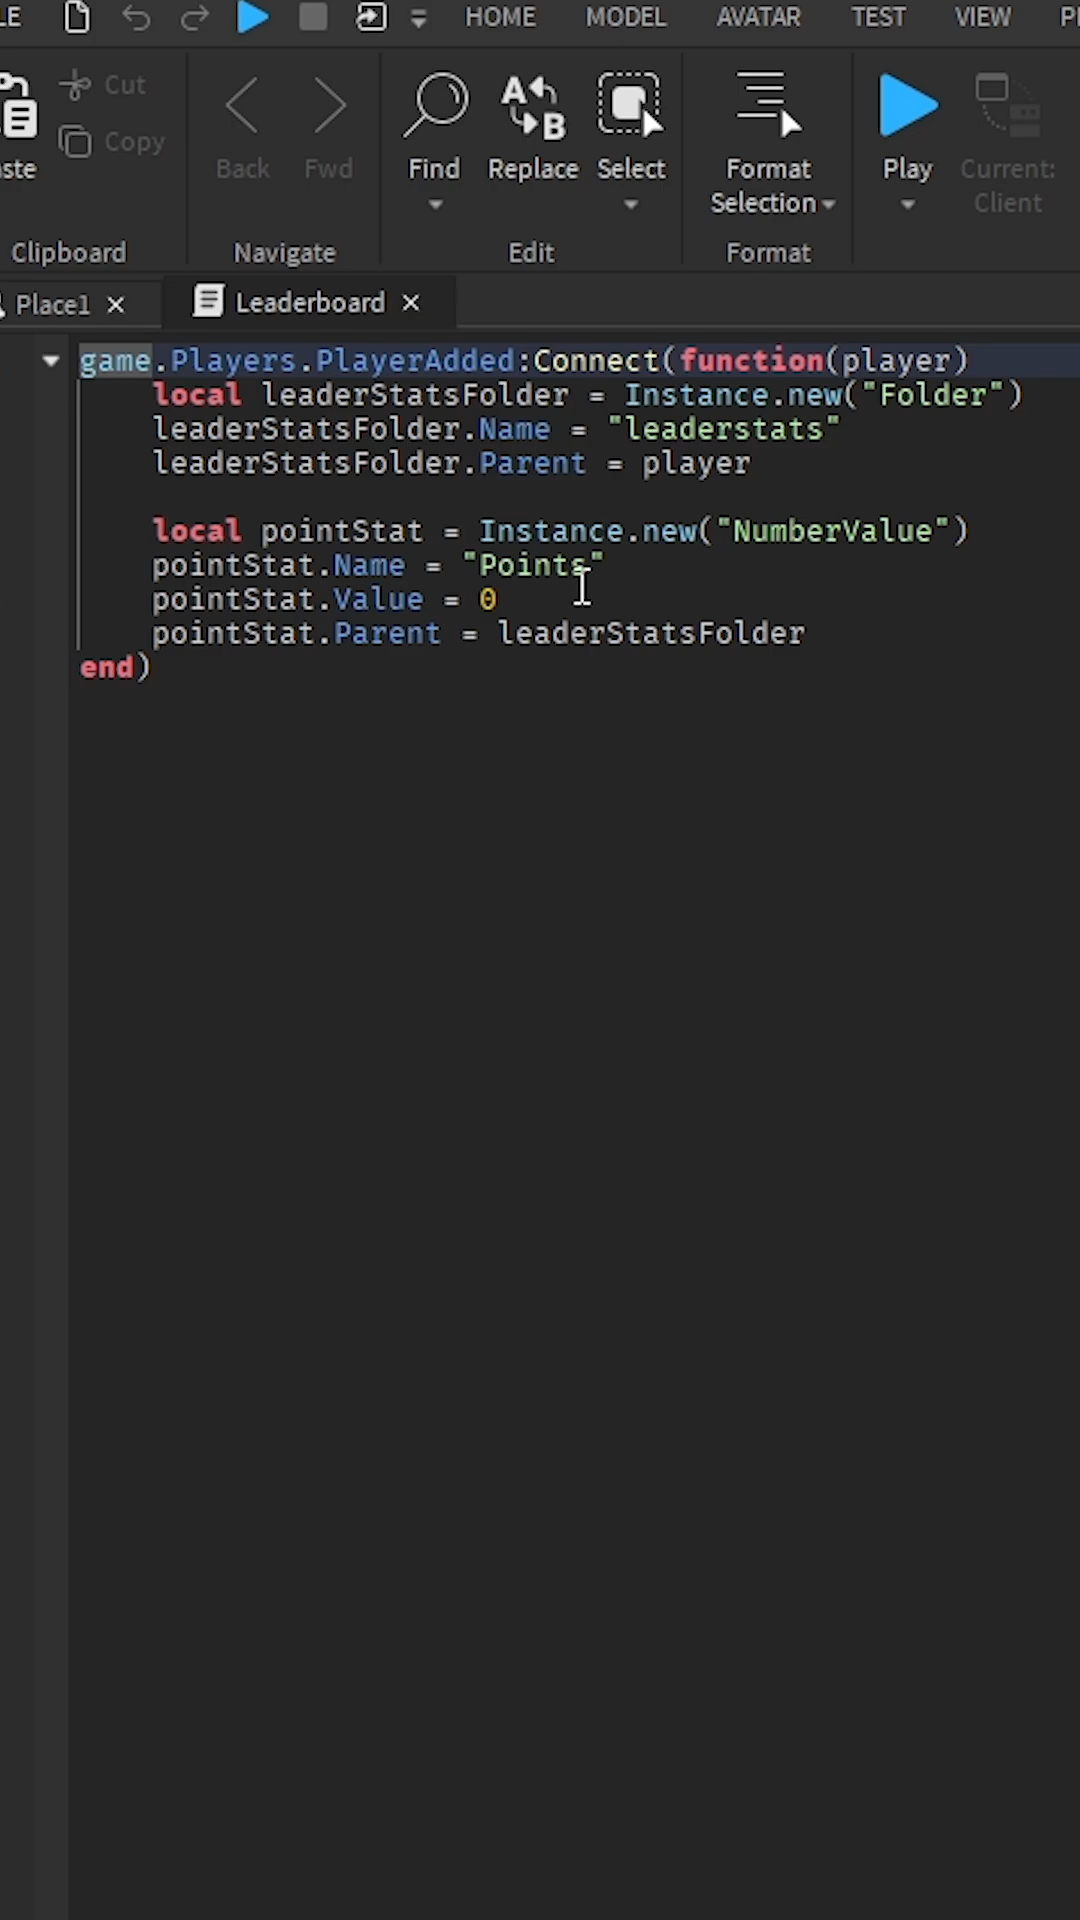 LE HOME MODEL AVATAR TEST VIEW
Cut
Copy
ste
Clipboard
Back Fwd
Navigate
Find Replace Select
Edit
Format
Selection
Format
Play Current:
Client
Place1 × Leaderboard ×
game.Players.PlayerAdded:Connect(function(player)
local leaderStatsFolder = Instance.new("Folder")
leaderStatsFolder.Name = "leaderstats"
leaderStatsFolder.Parent = player
local pointStat = Instance.new("NumberValue")
pointStat.Name = "Points"
pointStat.Value = 0
pointStat.Parent = leaderStatsFolder
end)